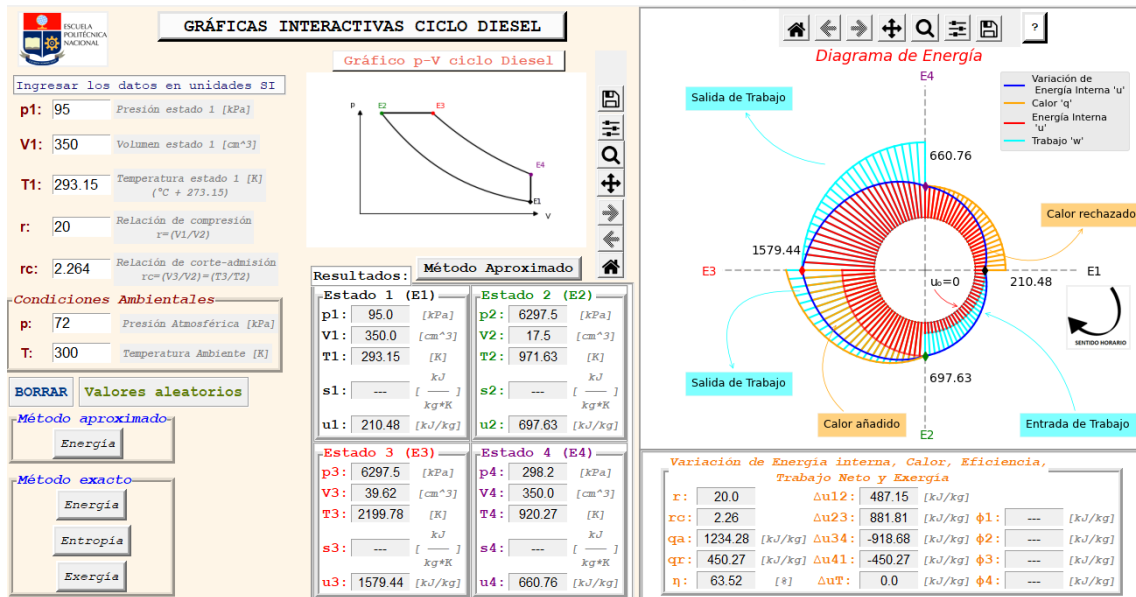 ESCUELA
POLITÉCNICA
NACIONAL
GRÁFICAS INTERACTIVAS CICLO DIESEL
Ingresar los datos en unidades SI
p1: 95 Presión estado 1 [kPa]
V1: 350 Volumen estado 1 [cm^3]
T1: 293.15 Temperatura estado 1 [K]
(°C + 273.15)
r: 20 Relación de compresión
r=(V1/V2)
rc: 2.264 Relación de corte-admisión
rc=(V3/V2)=(T3/T2)
Condiciones Ambientales
p: 72 Presión Atmosférica [kPa]
T: 300 Temperatura Ambiente [K]
BORRAR Valores aleatorios
Método aproximado
Energía
Método exacto
Energía
Entropía
Exergía
Gráfico p-V ciclo Diesel
P
E2
E3
E4
E1
V
Resultados: Método Aproximado
Estado 1 (E1)
p1: 95.0 [kPa]
V1: 350.0 [cm^3]
T1: 293.15 [K]
s1: --- [kJ/kg*K]
u1: 210.48 [kJ/kg]
Estado 2 (E2)
p2: 6297.5 [kPa]
V2: 17.5 [cm^3]
T2: 971.63 [K]
s2: --- [kJ/kg*K]
u2: 697.63 [kJ/kg]
Estado 3 (E3)
p3: 6297.5 [kPa]
V3: 39.62 [cm^3]
T3: 2199.78 [K]
s3: --- [kJ/kg*K]
u3: 1579.44 [kJ/kg]
Estado 4 (E4)
p4: 298.2 [kPa]
V4: 350.0 [cm^3]
T4: 920.27 [K]
s4: --- [kJ/kg*K]
u4: 660.76 [kJ/kg]
?
Diagrama de Energía
E4
Variación de
Energía Interna 'u'
Calor 'q'
Energía Interna
'u'
Trabajo 'w'
Salida de Trabajo
660.76
Calor rechazado
1579.44
E3
u₀=0
210.48
E1
SENTIDO HORARIO
697.63
Salida de Trabajo
Calor añadido
E2
Entrada de Trabajo
Variación de Energía interna, Calor, Eficiencia,
Trabajo Neto y Exergía
r: 20.0 Δu12: 487.15 [kJ/kg]
rc: 2.26 Δu23: 881.81 [kJ/kg] ϕ1: --- [kJ/kg]
qa: 1234.28 [kJ/kg] Δu34: -918.68 [kJ/kg] ϕ2: --- [kJ/kg]
qr: 450.27 [kJ/kg] Δu41: -450.27 [kJ/kg] ϕ3: --- [kJ/kg]
η: 63.52 [%] ΔuT: 0.0 [kJ/kg] ϕ4: --- [kJ/kg]